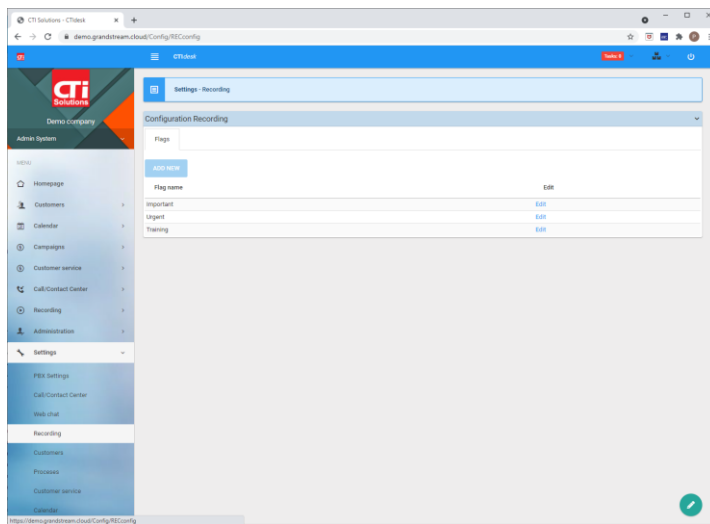 CTI Solutions - CTIdesk
demo.grandstream.cloud/Config/RECconfig
CTI
CTIdesk
Tasks: 0
CTi
Solutions
Demo company
Admin System
MENU
Homepage
Customers
Calendar
Campaigns
Customer service
Call/Contact Center
Recording
Administration
Settings
PBX Settings
Call/Contact Center
Web chat
Recording
Customers
Processes
Customer service
Calendar
Settings - Recording
Configuration Recording
Flags
ADD NEW
Flag name Edit
Important Edit
Urgent Edit
Training Edit
https://demo.grandstream.cloud/Config/RECconfig